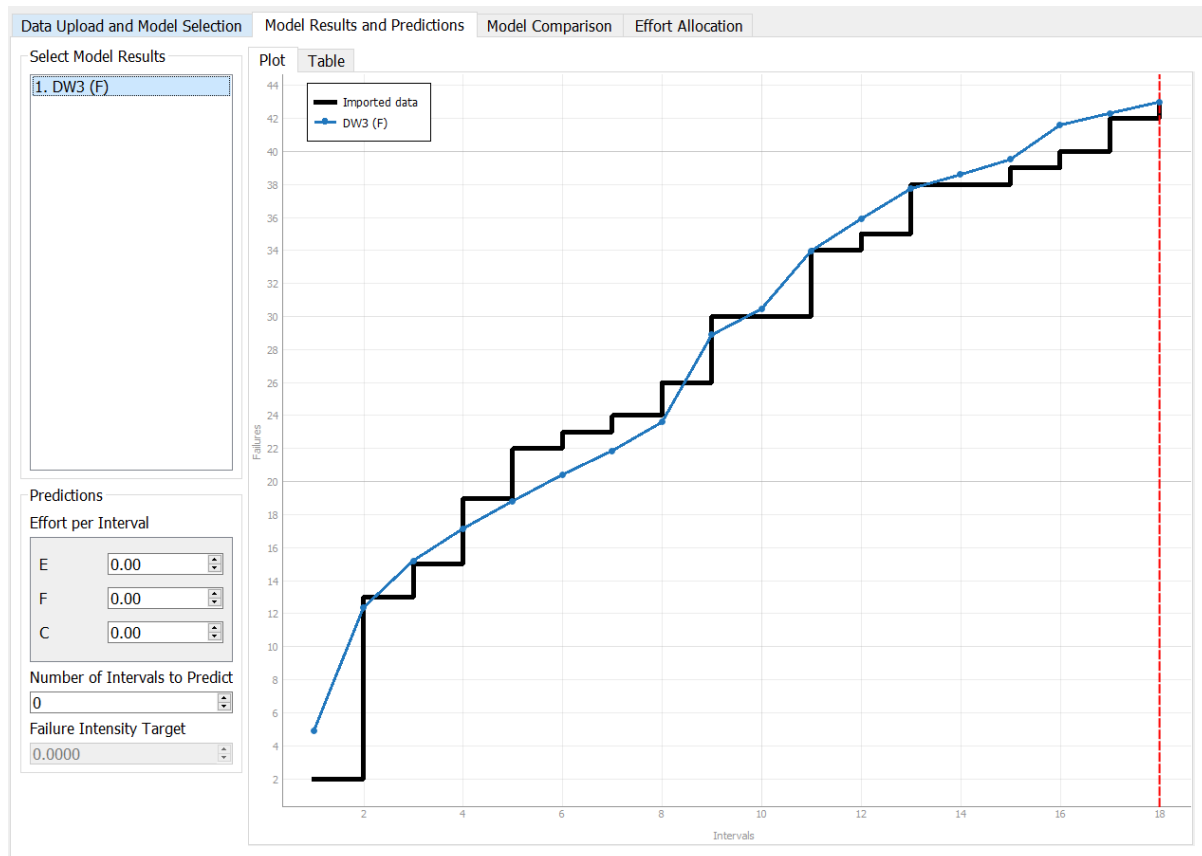 Data Upload and Model Selection
Model Results and Predictions
Model Comparison
Effort Allocation
Select Model Results
1. DW3 (F)
Predictions
Effort per Interval
E
0.00
F
0.00
C
0.00
Number of Intervals to Predict
0
Failure Intensity Target
0.0000
Plot
Table
Imported data
DW3 (F)
44
42
40
38
36
34
32
30
28
26
24
22
20
18
16
14
12
10
8
6
4
2
Failures
2
4
6
8
10
12
14
16
18
Intervals